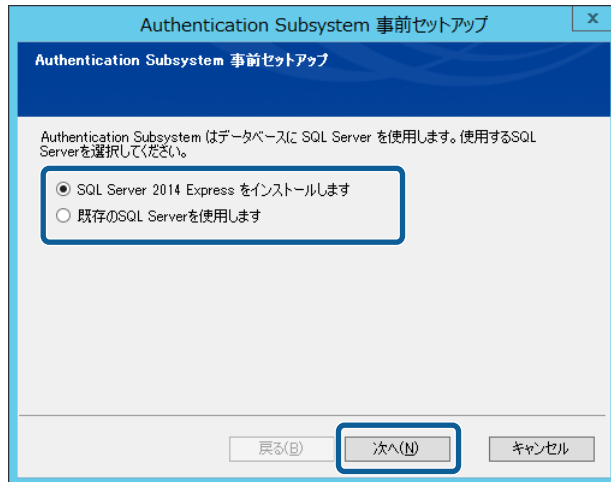 Authentication Subsystem 事前セットアップ
x
Authentication Subsystem 事前セットアップ
Authentication Subsystem はデータベースに SQL Server を使用します。使用するSQL
Serverを選択してください。
SQL Server 2014 Express をインストールします
既存のSQL Serverを使用します
戻る(B)
次へ(N)
キャンセル